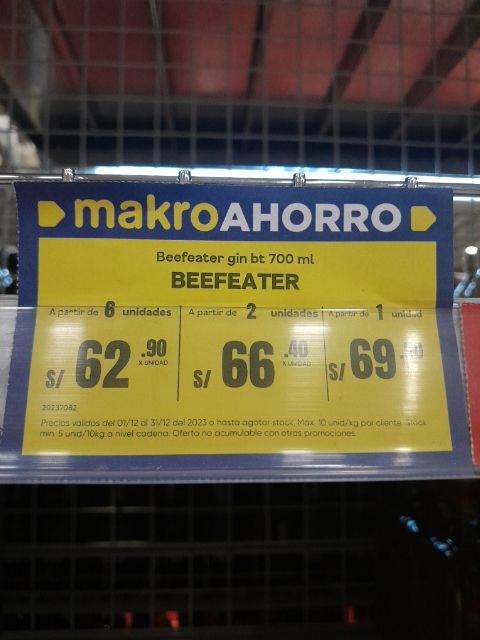 makroAHORRO
Beefeater gin bt 700 ml
BEEFEATER
A partir de 6 unidades
S/ 62 .90
X UNIDAD
A partir de 2 unidades
S/ 66 .40
X UNIDAD
A partir de 1 unidad
S/ 69
20237082
Precios validos del 01/12 al 31/12 del 2023 o hasta agotar stock. Máx. 10 unid/kg por cliente. Stock
min. 5 unid/10kg a nivel cadena. Oferta no acumulable con otras promociones.